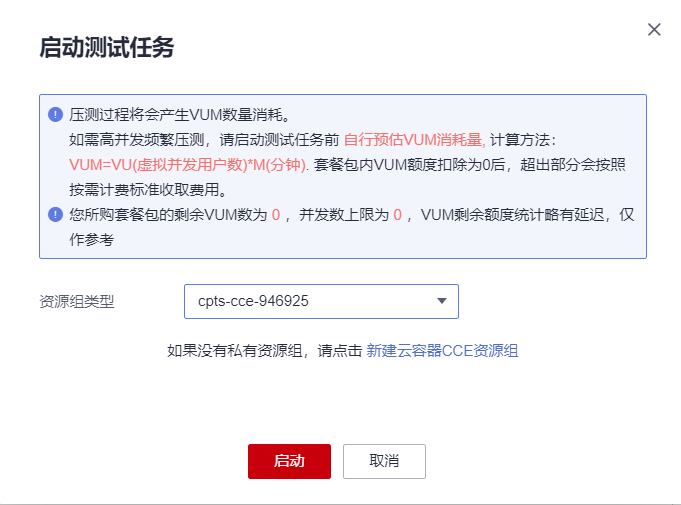 启动测试任务
压测过程将会产生VUM数量消耗。
如需高并发频繁压测，请启动测试任务前 自行预估VUM消耗量, 计算方法：
VUM=VU(虚拟并发用户数)*M(分钟). 套餐包内VUM额度扣除为0后，超出部分会按照
按需计费标准收取费用。
您所购套餐包的剩余VUM数为 0 ，并发数上限为 0 ，VUM剩余额度统计略有延迟，仅
作参考
资源组类型 cpts-cce-946925
如果没有私有资源组，请点击 新建云容器CCE资源组
启动 取消